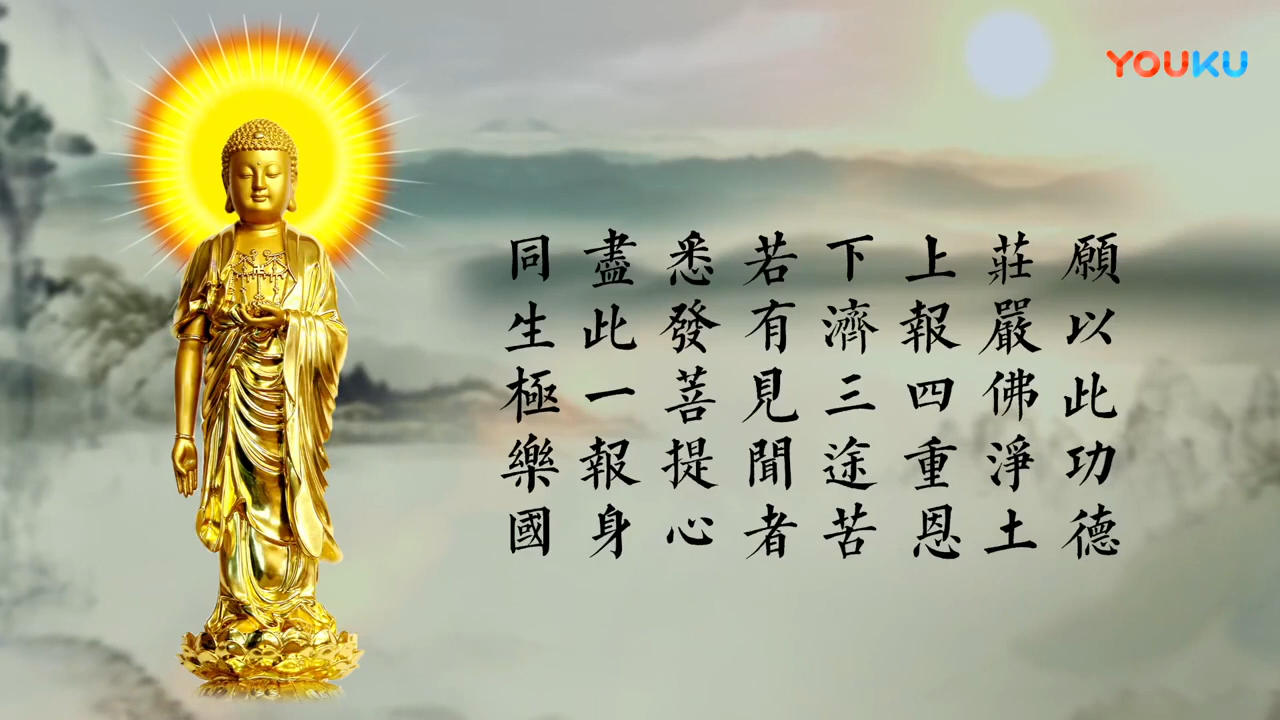 願以此功德
莊嚴佛淨土
上報四重恩
下濟三途苦
若有見聞者
悉發菩提心
盡此一報身
同生極樂國
YOUKU